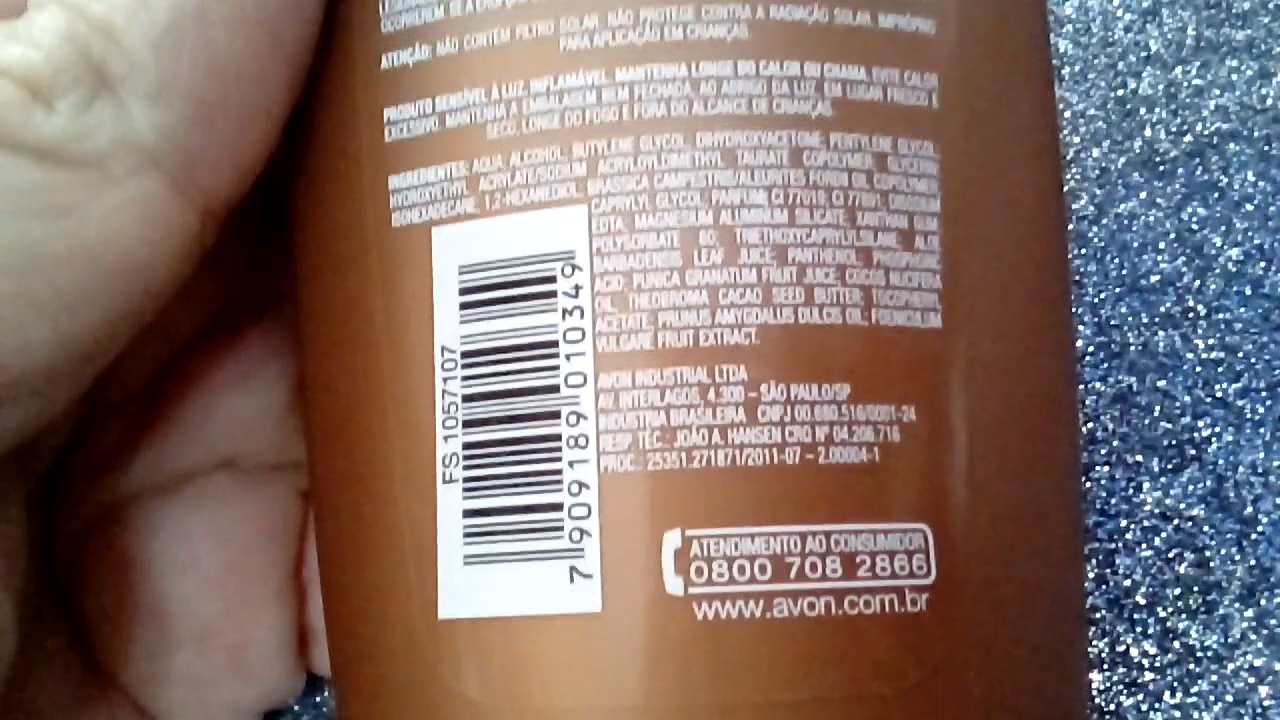 ATENÇÃO: NÃO CONTÉM FILTRO SOLAR. NÃO PROTEGE CONTRA A RADIAÇÃO SOLAR. IMPRÓPRIO
PARA APLICAÇÃO EM CRIANÇAS.
PRODUTO SENSÍVEL À LUZ. INFLAMÁVEL. MANTENHA LONGE DO CALOR OU CHAMA. EVITE CALOR
EXCESSIVO. MANTENHA A EMBALAGEM BEM FECHADA, AO ABRIGO DA LUZ, EM LUGAR FRESCO E
SECO, LONGE DO FOGO E FORA DO ALCANCE DE CRIANÇAS.
INGREDIENTES: AQUA, ALCOHOL, BUTYLENE GLYCOL, DIHYDROXYACETONE, PENTYLENE GLYCOL,
HYDROXYETHYL ACRYLATE/SODIUM ACRYLOYLDIMETHYL TAURATE COPOLYMER, GLYCERIN,
ISOHEXADECANE, 1,2-HEXANEDIOL, BRASSICA CAMPESTRIS/ALEURITES FORDI OIL COPOLYMER,
CAPRYLYL GLYCOL, PARFUM, CI 77019, CI 77891,
EDTA, MAGNESIUM ALUMINUM SILICATE, XANTHAN GUM,
POLYSORBATE 60, TRIETHOXYCAPRYLYLSILANE, ALOE
BARBADENSIS LEAF JUICE, PANTHENOL, PHOSPHORIC
ACID, PUNICA GRANATUM FRUIT JUICE, COCOS NUCIFERA
OIL, THEOBROMA CACAO SEED BUTTER, TOCOPHERYL
ACETATE, PRUNUS AMYGDALUS DULCIS OIL, FOENICULUM
VULGARE FRUIT EXTRACT.
AVON INDUSTRIAL LTDA
AV. INTERLAGOS, 4.300 – SÃO PAULO/SP
INDÚSTRIA BRASILEIRA CNPJ 00.680.516/0001-24
RESP. TÉC.: JOÃO A. HANSEN CRQ Nº 04.206.716
PROC.: 25351.271871/2011-07 – 2.00004-1
FS 1057107
7 909189 010349
ATENDIMENTO AO CONSUMIDOR
0800 708 2866
www.avon.com.br